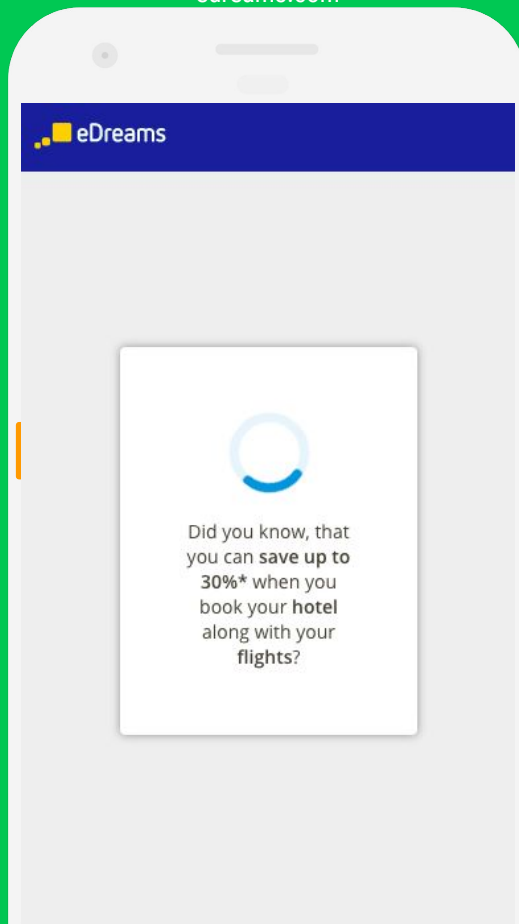 eDreams
Did you know, that
you can save up to
30%* when you
book your hotel
along with your
flights?